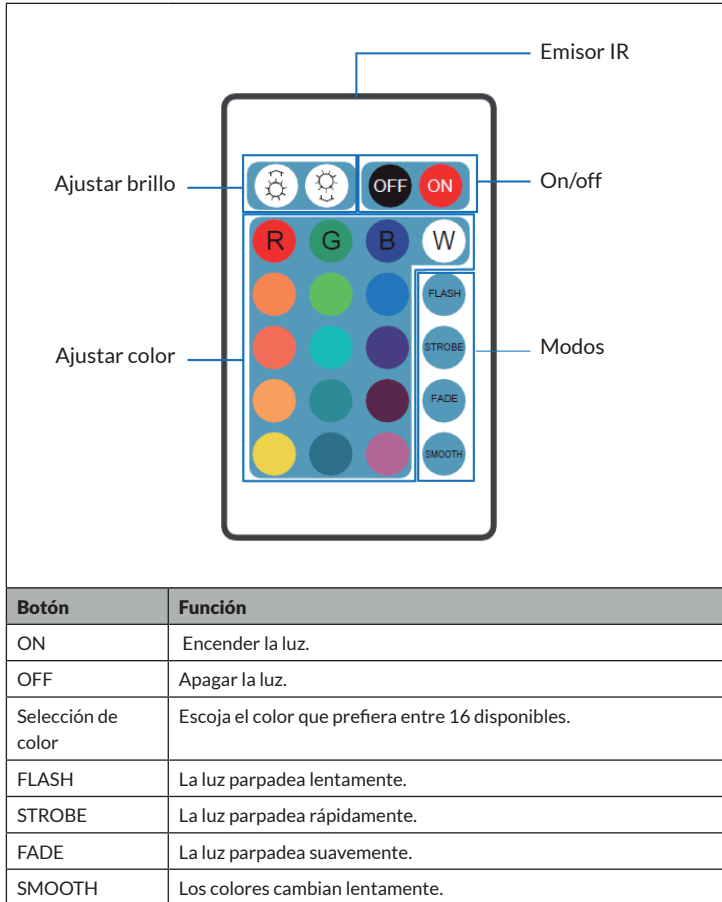 Emisor IR
Ajustar brillo
OFF ON
On/off
R G B W
FLASH
Ajustar color
STROBE
Modos
FADE
SMOOTH
Botón Función
ON Encender la luz.
OFF Apagar la luz.
Selección de Escoja el color que prefiera entre 16 disponibles.
color
FLASH La luz parpadea lentamente.
STROBE La luz parpadea rápidamente.
FADE La luz parpadea suavemente.
SMOOTH Los colores cambian lentamente.